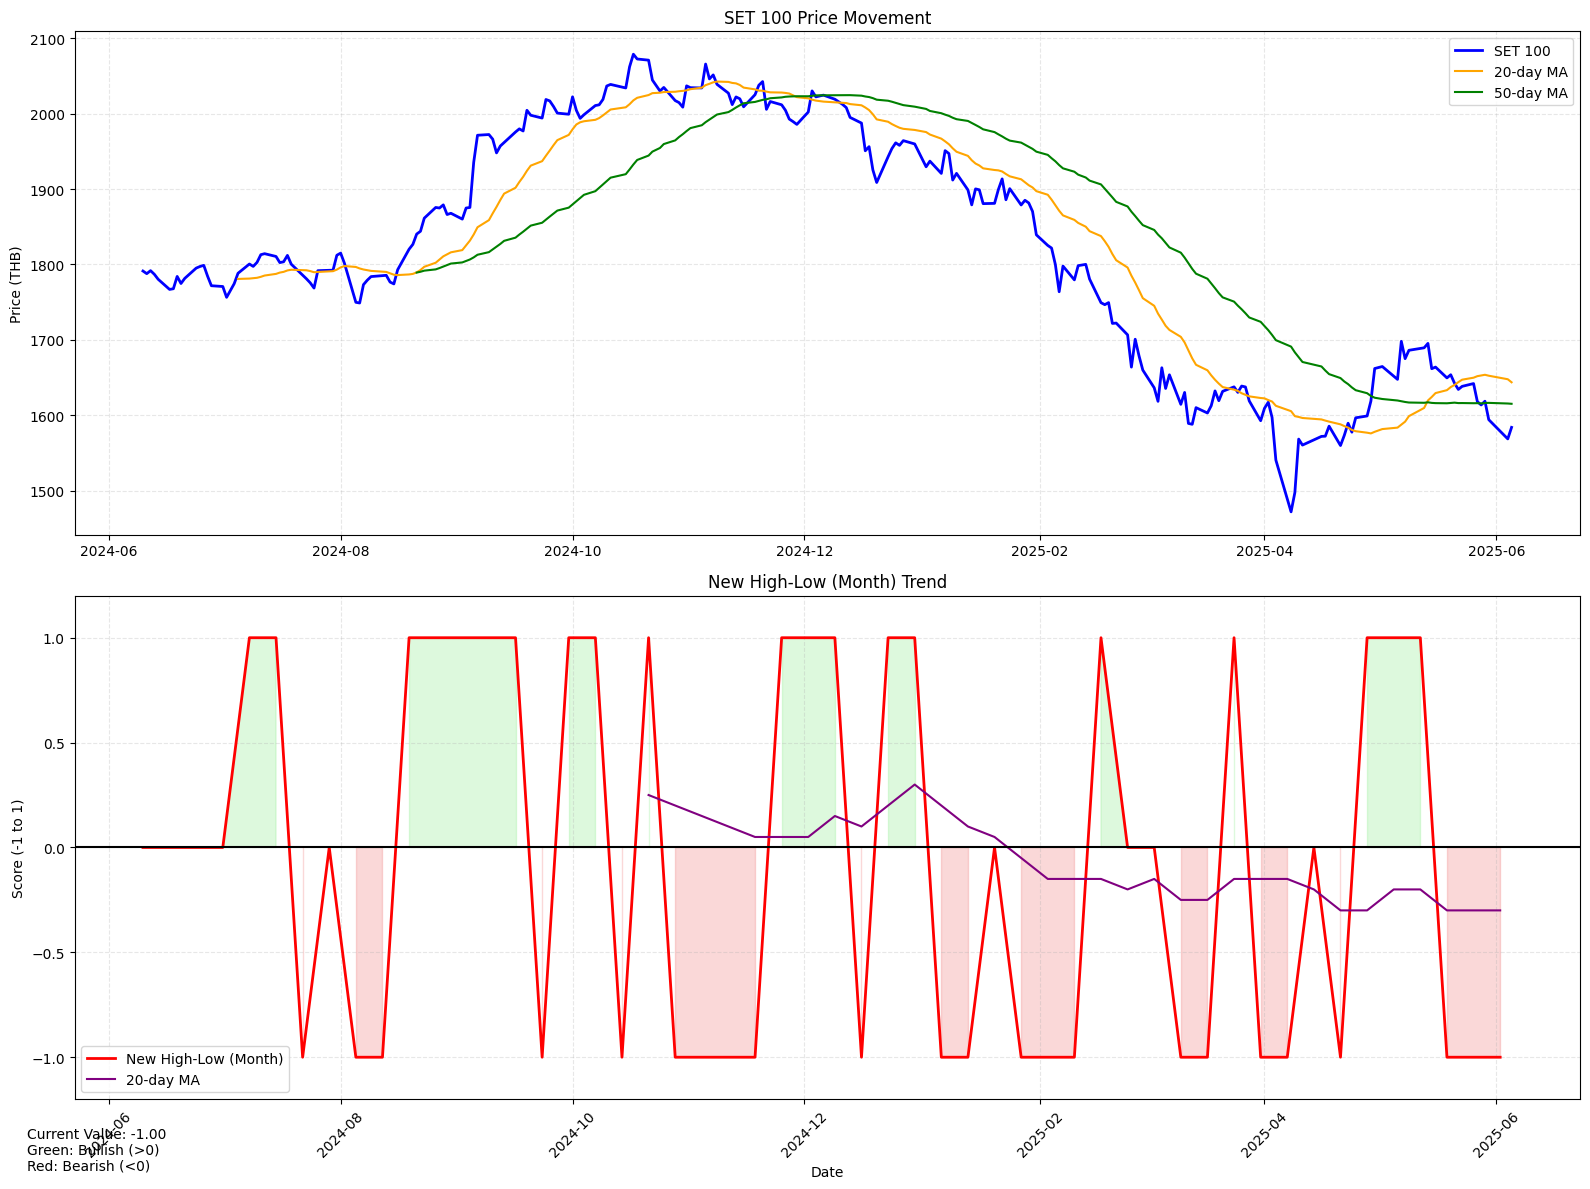 SET 100 Price Movement
Price (THB)
2100
2000
1900
1800
1700
1600
1500
SET 100
20-day MA
50-day MA
2024-06
2024-08
2024-10
2024-12
2025-02
2025-04
2025-06
New High-Low (Month) Trend
Score (-1 to 1)
1.0
0.5
0.0
−0.5
−1.0
New High-Low (Month)
20-day MA
2024-06
2024-08
2024-10
2024-12
2025-02
2025-04
2025-06
Date
Current Value: -1.00
Green: Bullish (>0)
Red: Bearish (<0)